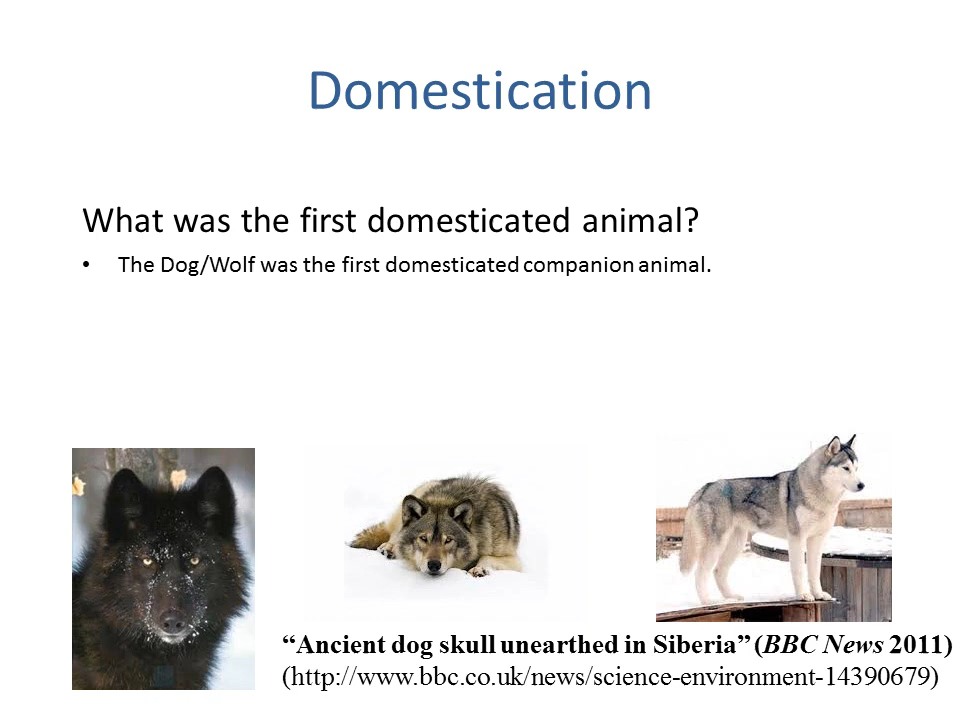 Domestication
What was the first domesticated animal?
• The Dog/Wolf was the first domesticated companion animal.
“Ancient dog skull unearthed in Siberia” (BBC News 2011)
(http://www.bbc.co.uk/news/science-environment-14390679)